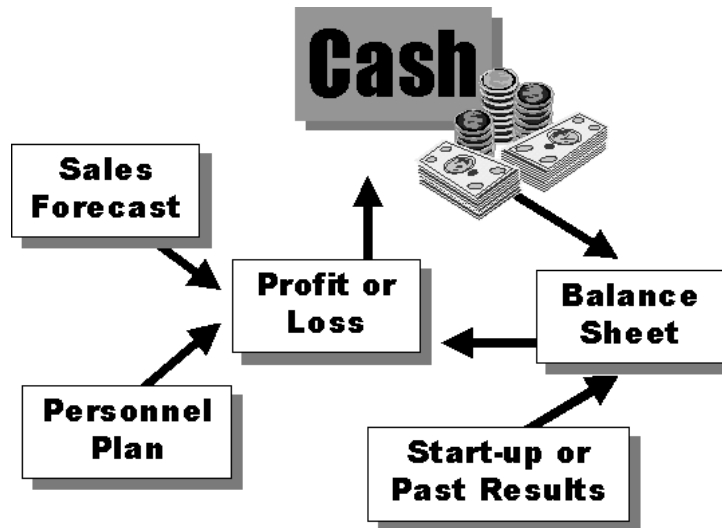 Cash
Sales
Forecast
Profit or
Loss
Balance
Sheet
Personnel
Plan
Start-up or
Past Results